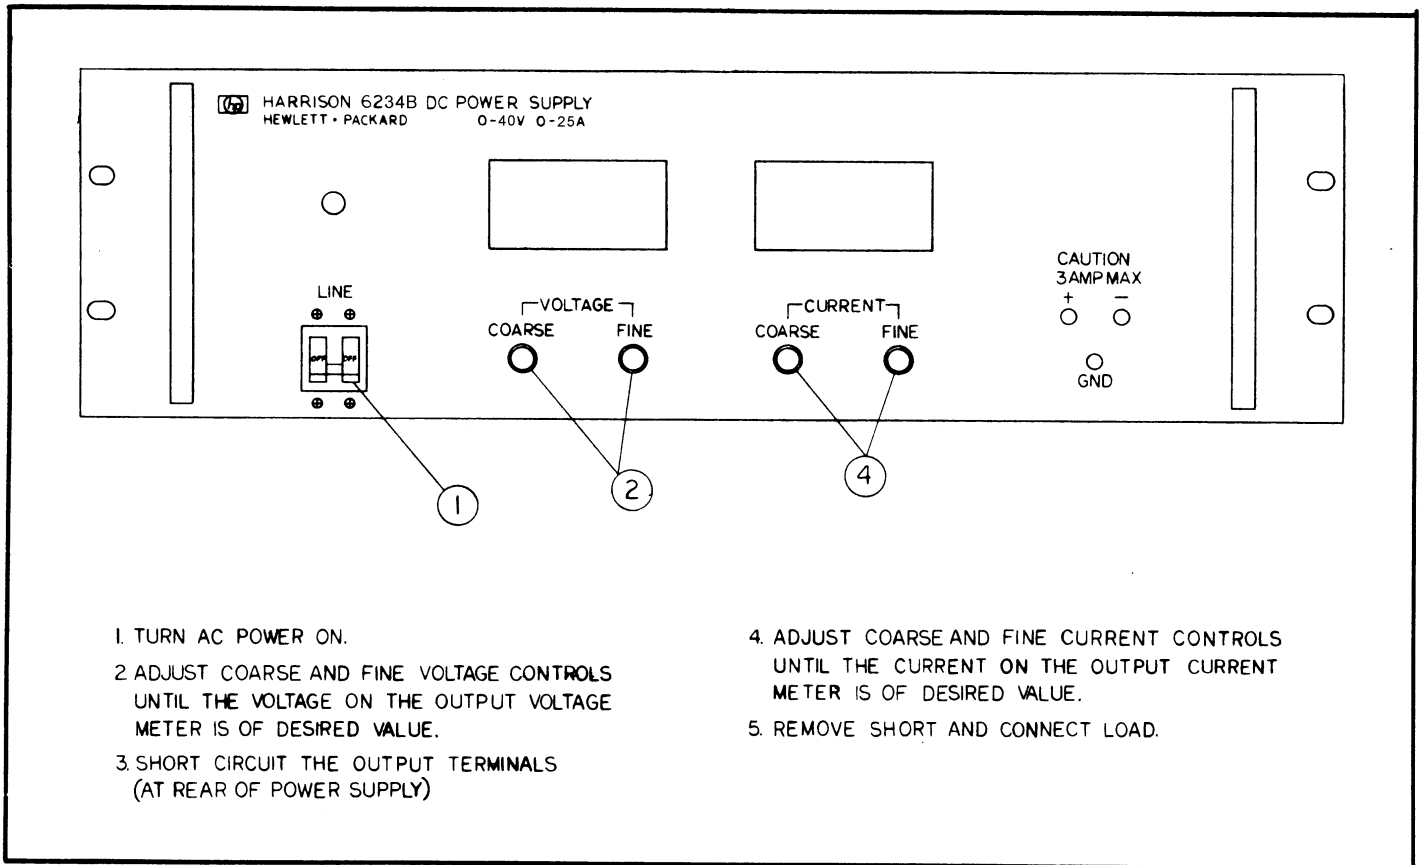 hp HARRISON 6234B DC POWER SUPPLY
HEWLETT • PACKARD 0-40V 0-25A
CAUTION
3 AMP MAX
+ −
GND
LINE
OFF OFF
VOLTAGE
COARSE FINE
CURRENT
COARSE FINE
1
2
4
1. TURN AC POWER ON.
2 ADJUST COARSE AND FINE VOLTAGE CONTROLS
UNTIL THE VOLTAGE ON THE OUTPUT VOLTAGE
METER IS OF DESIRED VALUE.
3. SHORT CIRCUIT THE OUTPUT TERMINALS
(AT REAR OF POWER SUPPLY)
4. ADJUST COARSE AND FINE CURRENT CONTROLS
UNTIL THE CURRENT ON THE OUTPUT CURRENT
METER IS OF DESIRED VALUE.
5. REMOVE SHORT AND CONNECT LOAD.